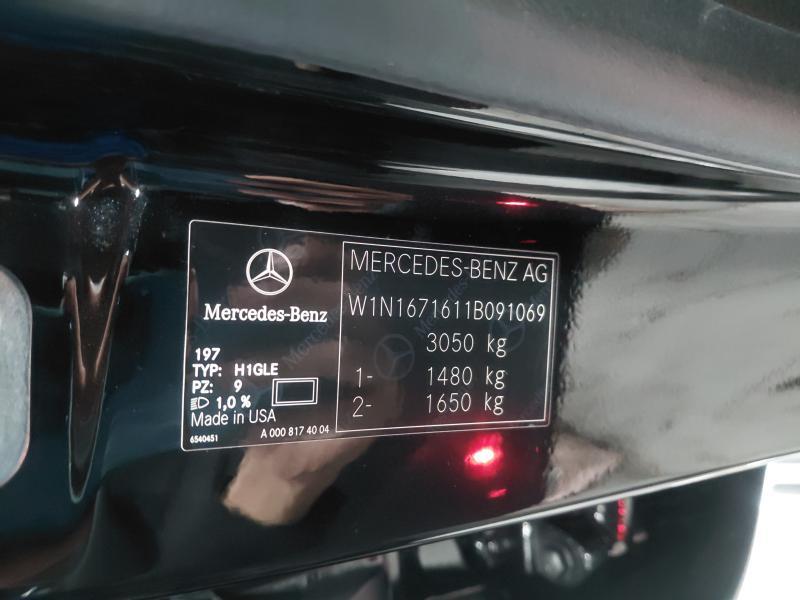 Mercedes-Benz
197
TYP: H1GLE
PZ: 9
1,0 %
Made in USA
6540451
A 000 817 40 04
MERCEDES-BENZ AG
W1N1671611B091069
3050 kg
1- 1480 kg
2- 1650 kg